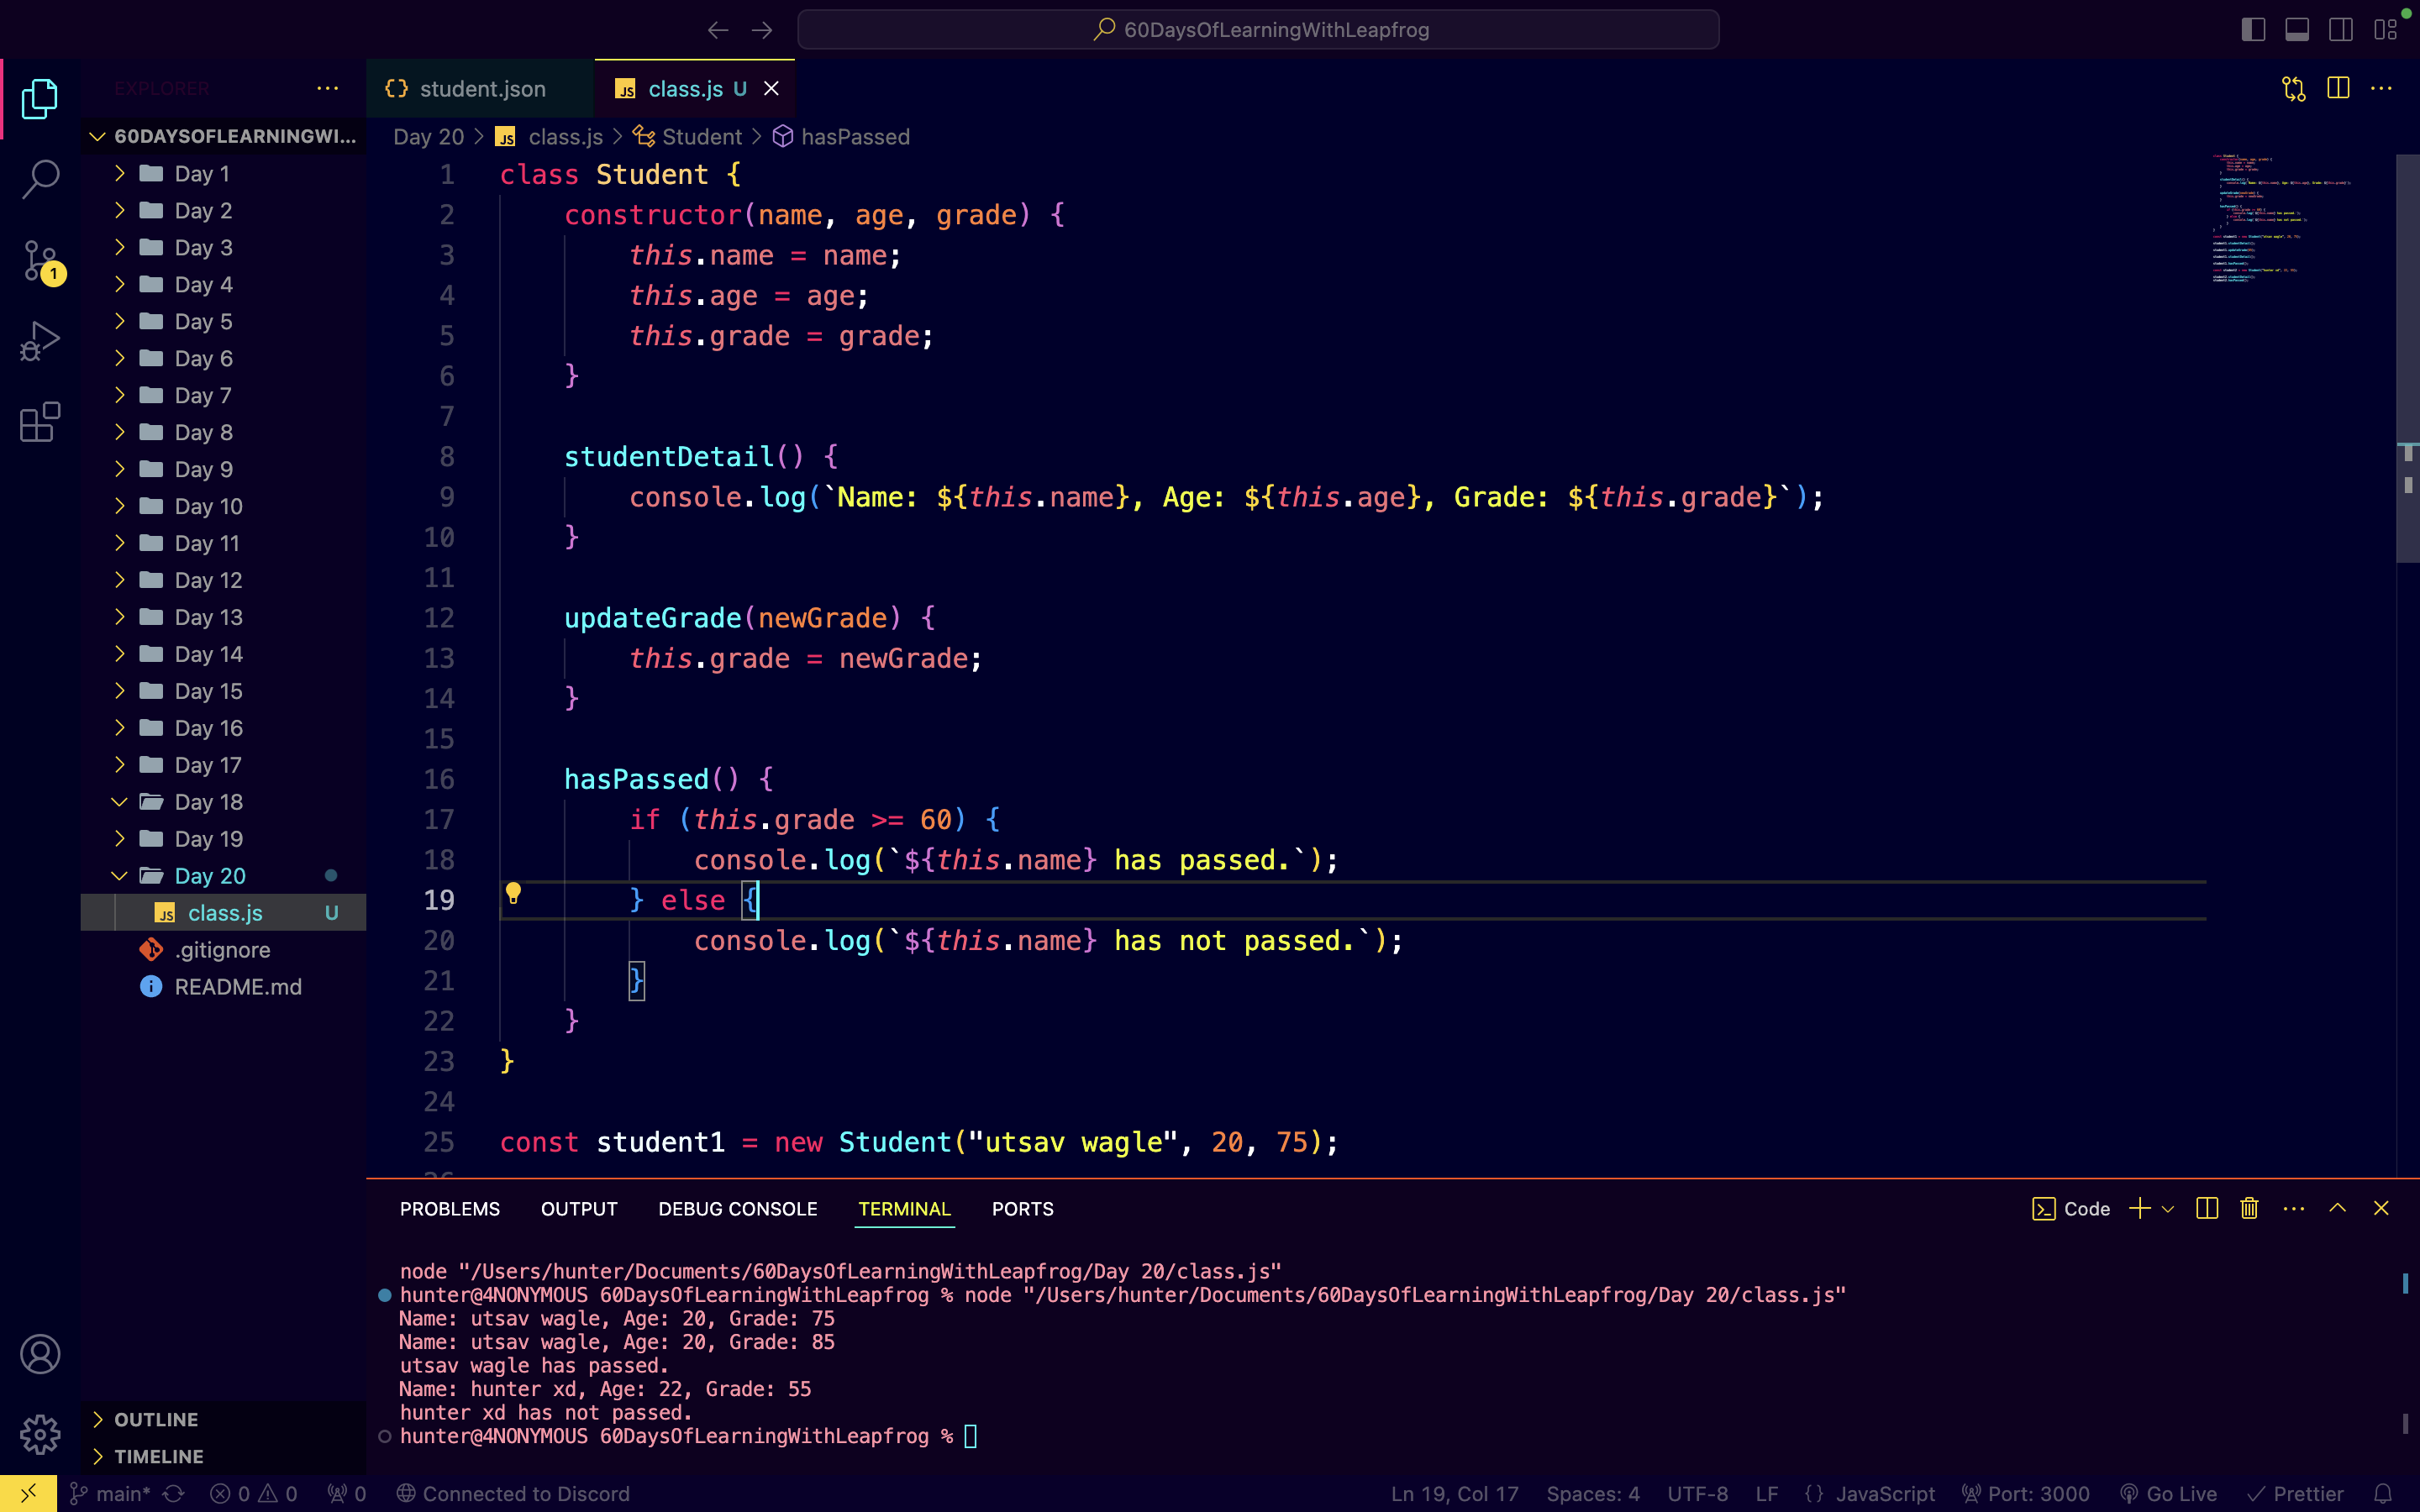 60DaysOfLearningWithLeapfrog
EXPLORER
student.json
class.js U
60DAYSOFLEARNINGWI...
Day 1
Day 2
Day 3
Day 4
Day 5
Day 6
Day 7
Day 8
Day 9
Day 10
Day 11
Day 12
Day 13
Day 14
Day 15
Day 16
Day 17
Day 18
Day 19
Day 20
class.js U
.gitignore
README.md
OUTLINE
TIMELINE
1
Day 20 > class.js > Student > hasPassed
1 class Student {
2     constructor(name, age, grade) {
3         this.name = name;
4         this.age = age;
5         this.grade = grade;
6     }
7
8     studentDetail() {
9         console.log(`Name: ${this.name}, Age: ${this.age}, Grade: ${this.grade}`);
10     }
11
12     updateGrade(newGrade) {
13         this.grade = newGrade;
14     }
15
16     hasPassed() {
17         if (this.grade >= 60) {
18             console.log(`${this.name} has passed.`);
19         } else {
20             console.log(`${this.name} has not passed.`);
21         }
22     }
23 }
24
25 const student1 = new Student("utsav wagle", 20, 75);
PROBLEMS OUTPUT DEBUG CONSOLE TERMINAL PORTS
Code
node "/Users/hunter/Documents/60DaysOfLearningWithLeapfrog/Day 20/class.js"
hunter@4NONYMOUS 60DaysOfLearningWithLeapfrog % node "/Users/hunter/Documents/60DaysOfLearningWithLeapfrog/Day 20/class.js"
Name: utsav wagle, Age: 20, Grade: 75
Name: utsav wagle, Age: 20, Grade: 85
utsav wagle has passed.
Name: hunter xd, Age: 22, Grade: 55
hunter xd has not passed.
hunter@4NONYMOUS 60DaysOfLearningWithLeapfrog %
main* 0 0 0 Connected to Discord Ln 19, Col 17 Spaces: 4 UTF-8 LF {} JavaScript Port: 3000 Go Live Prettier